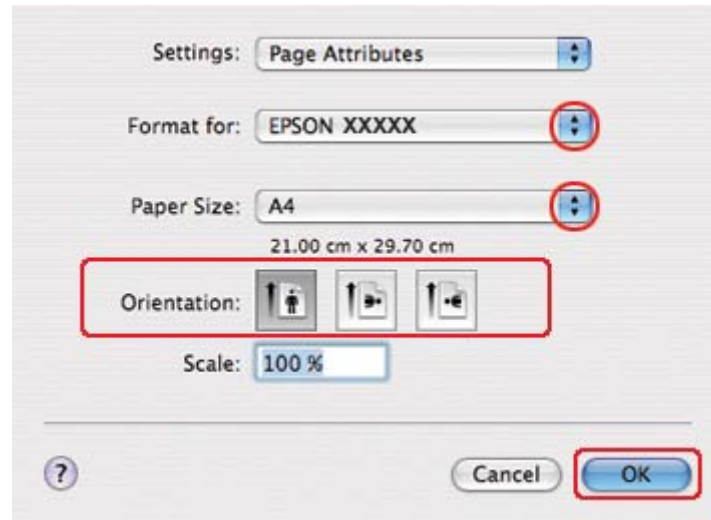 Settings: Page Attributes
Format for: EPSON XXXXX
Paper Size: A4
21.00 cm x 29.70 cm
Orientation:
Scale: 100 %
? Cancel OK